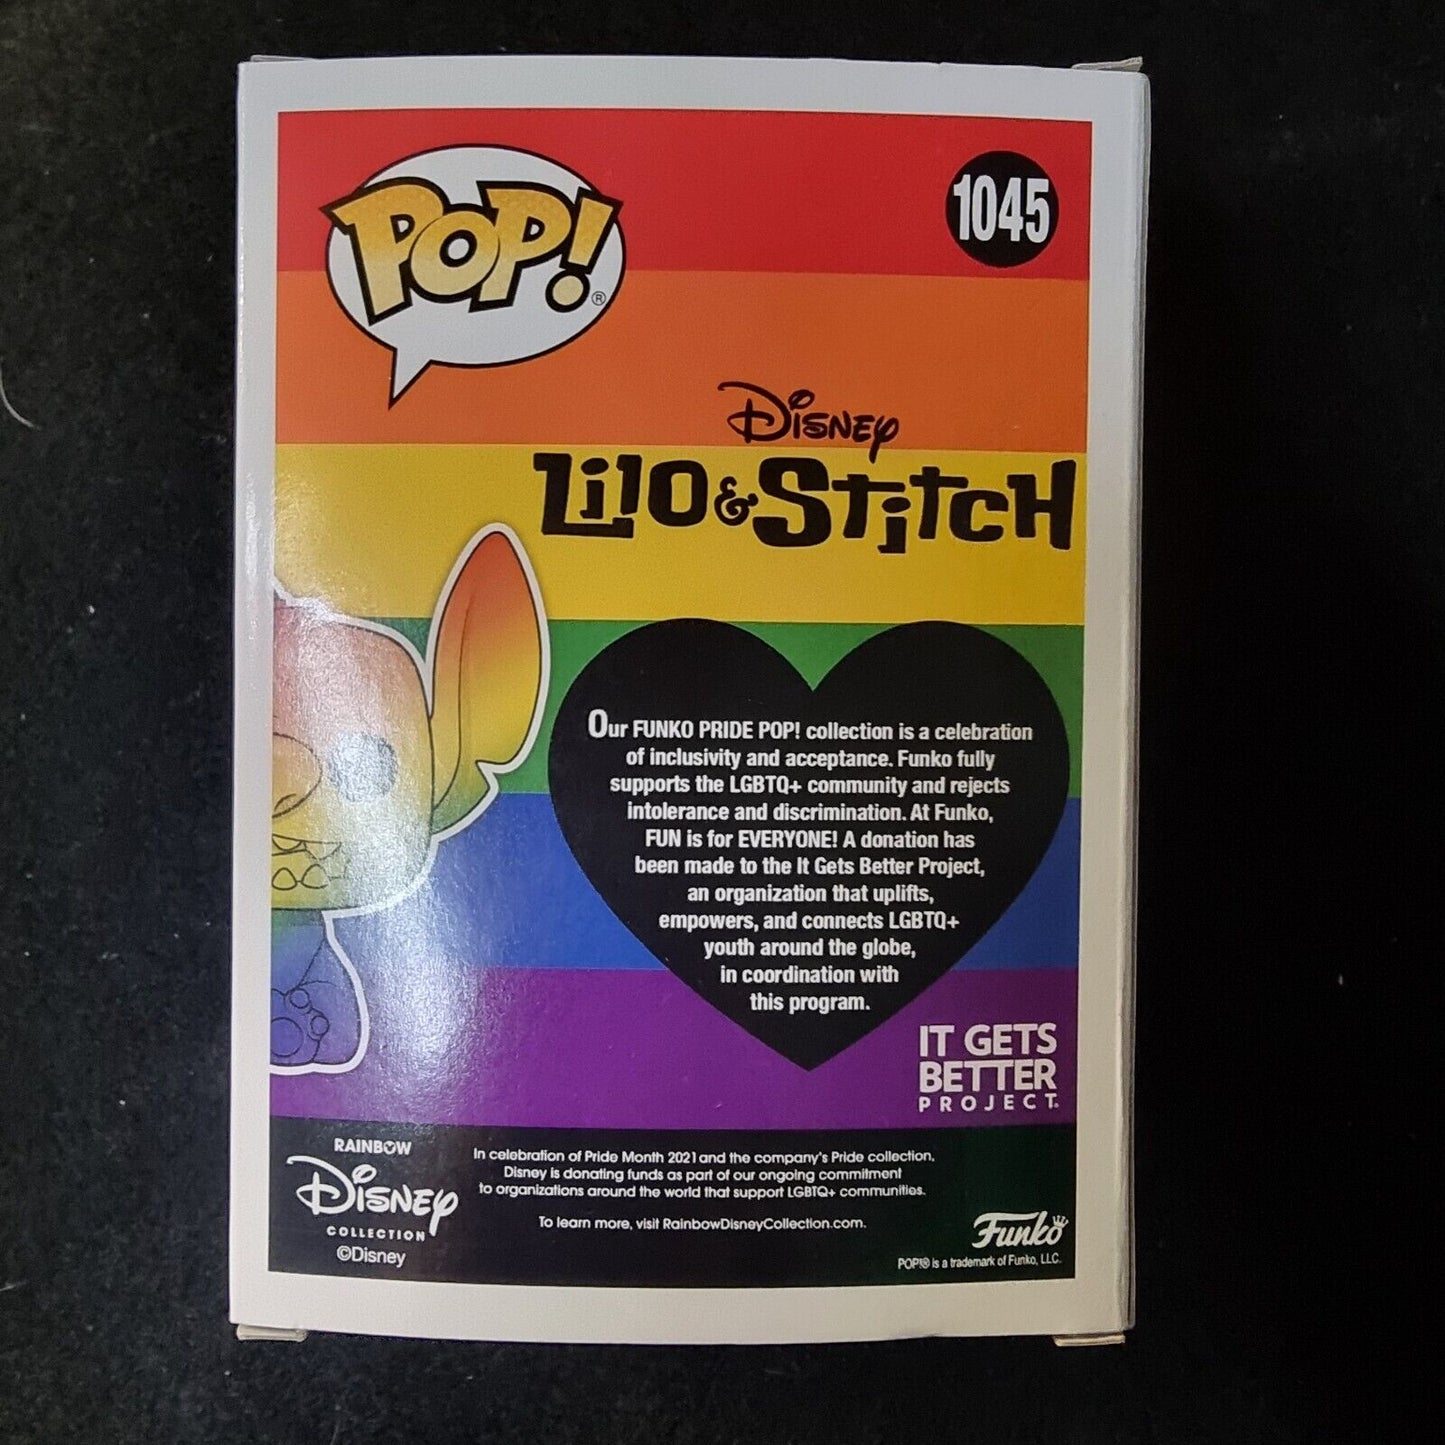 POP!®
1045
Disney
Lilo & Stitch
Our FUNKO PRIDE POP! collection is a celebration
of inclusivity and acceptance. Funko fully
supports the LGBTQ+ community and rejects
intolerance and discrimination. At Funko,
FUN is for EVERYONE! A donation has
been made to the It Gets Better Project,
an organization that uplifts,
empowers, and connects LGBTQ+
youth around the globe,
in coordination with
this program.
IT GETS
BETTER
PROJECT.
RAINBOW
Disney
COLLECTION
©Disney
In celebration of Pride Month 2021 and the company's Pride collection,
Disney is donating funds as part of our ongoing commitment
to organizations around the world that support LGBTQ+ communities.
To learn more, visit RainbowDisneyCollection.com.
Funko
POP!® is a trademark of Funko, LLC.